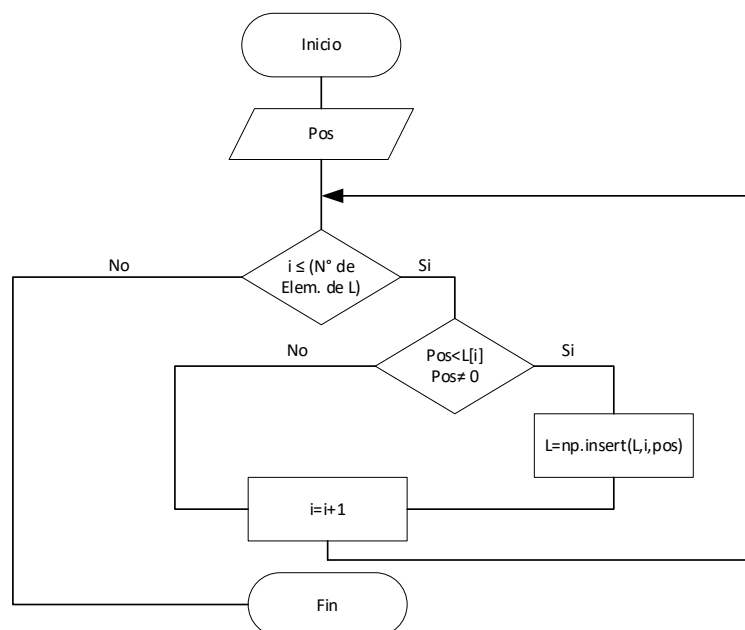 Inicio
Pos
No
i ≤ (N° de
Elem. de L)
Si
No
Pos<L[i]
Pos≠ 0
Si
L=np.insert(L,i,pos)
i=i+1
Fin